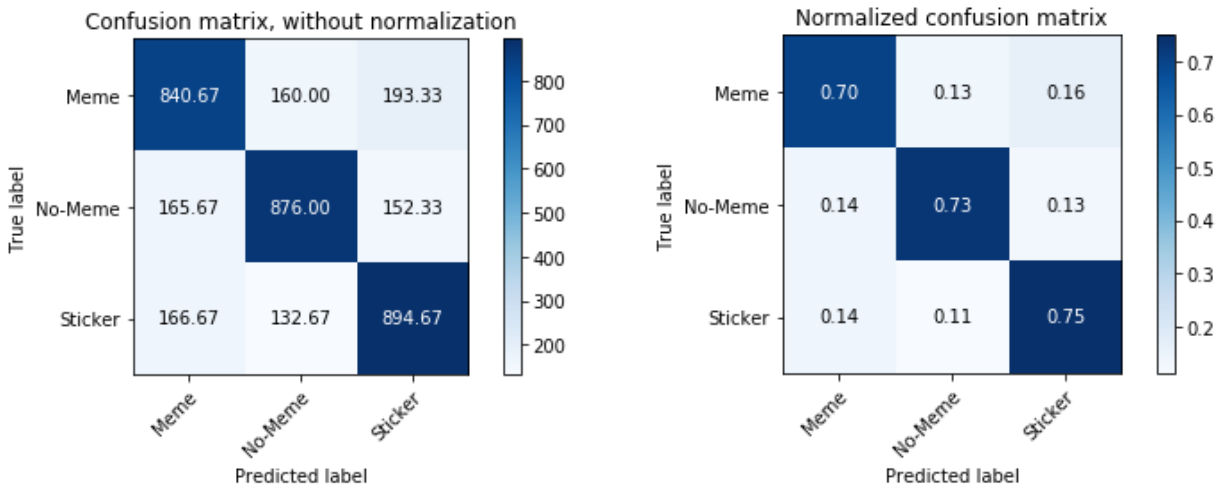 Confusion matrix, without normalization
True label
Meme 840.67 160.00 193.33
No-Meme 165.67 876.00 152.33
Sticker 166.67 132.67 894.67
Meme No-Meme Sticker
Predicted label
800
700
600
500
400
300
200
Normalized confusion matrix
True label
Meme 0.70 0.13 0.16
No-Meme 0.14 0.73 0.13
Sticker 0.14 0.11 0.75
Meme No-Meme Sticker
Predicted label
0.7
0.6
0.5
0.4
0.3
0.2